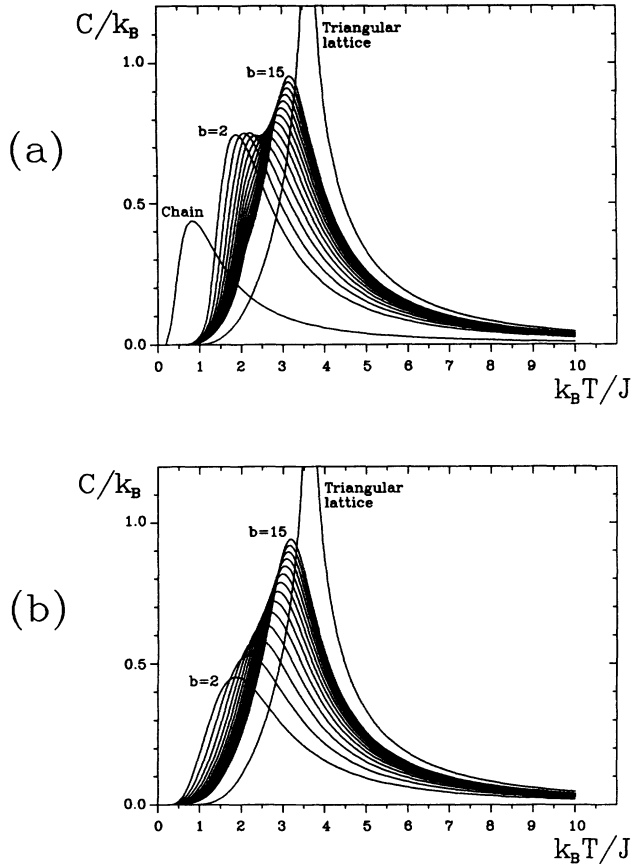 (a)
C/k_B
1.0
0.5
0.0
Triangular
lattice
b=15
b=2
Chain
0 1 2 3 4 5 6 7 8 9 10
k_BT/J
(b)
C/k_B
1.0
0.5
0.0
Triangular
lattice
b=15
b=2
0 1 2 3 4 5 6 7 8 9 10
k_BT/J